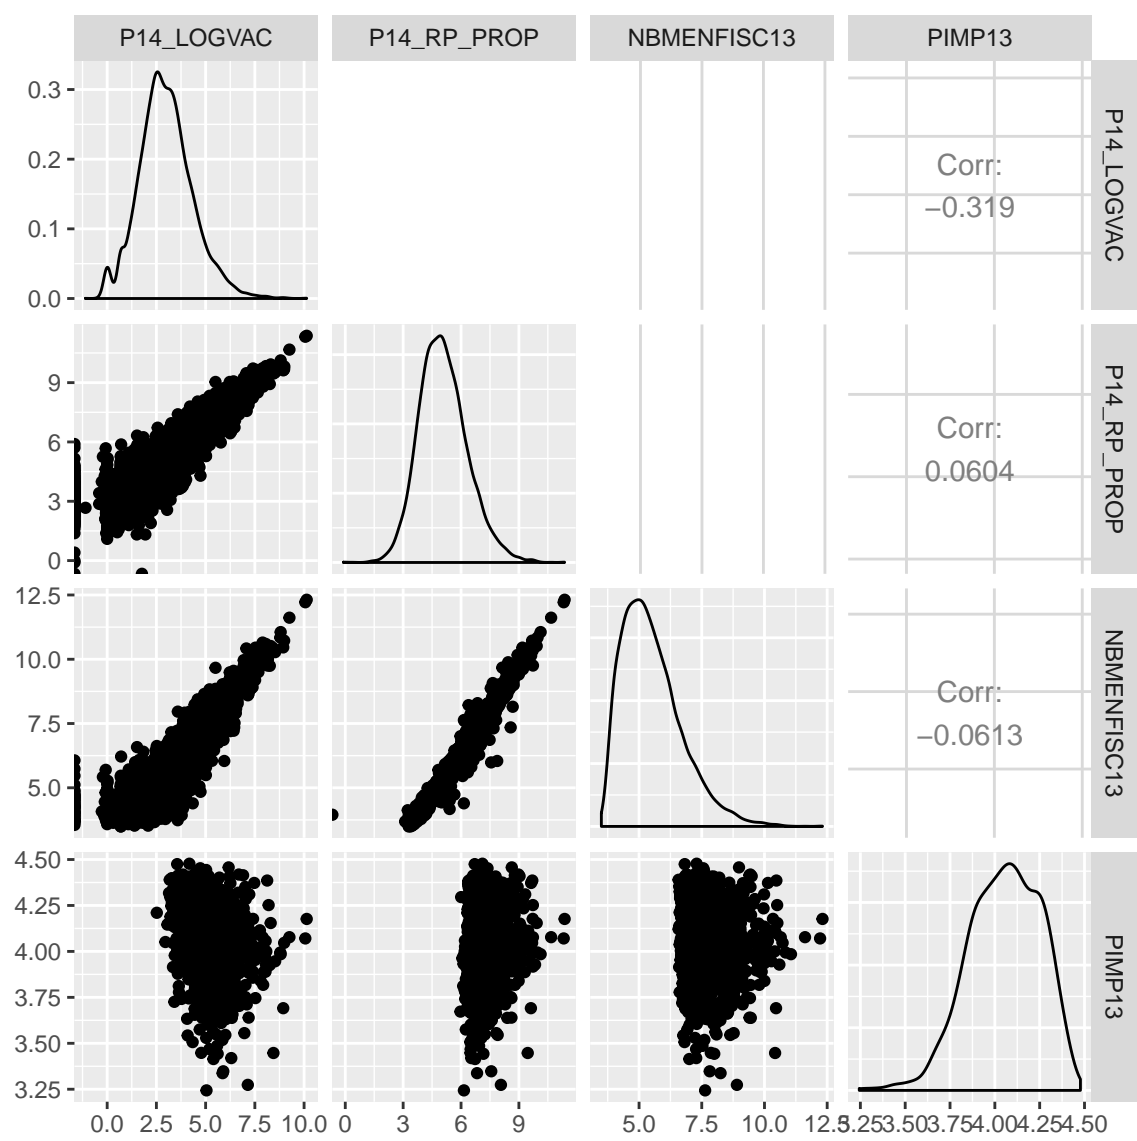 P14_LOGVAC P14_RP_PROP NBMENFISC13 PIMP13
0.3
0.2
0.1
0.0
Corr:
−0.319
P14_LOGVAC
9
6
3
0
Corr:
0.0604
P14_RP_PROP
12.5
10.0
7.5
5.0
Corr:
−0.0613
NBMENFISC13
4.50
4.25
4.00
3.75
3.50
3.25
PIMP13
0.0 2.5 5.0 7.5 10.0 0 3 6 9 5.0 7.5 10.0 12.5 3.25 3.50 3.75 4.00 4.25 4.50